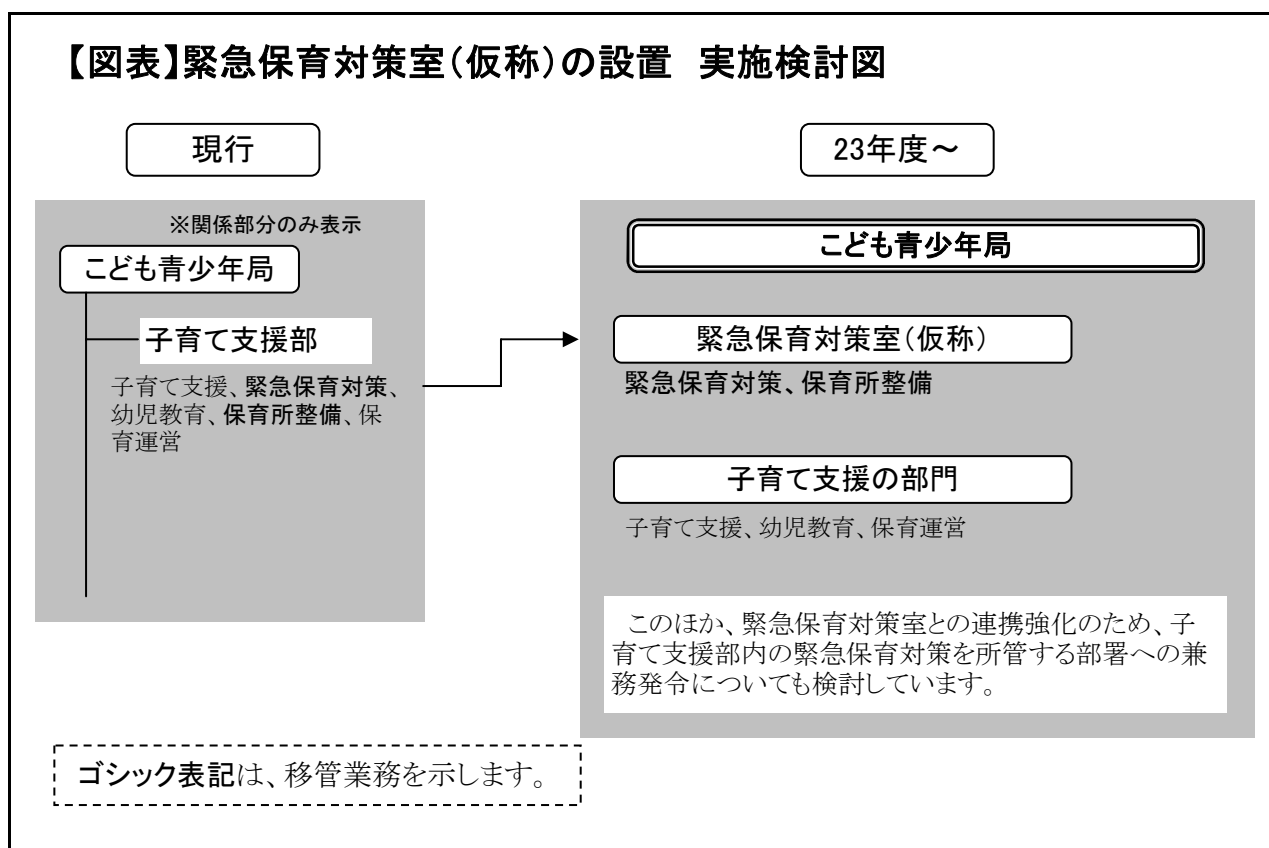 【図表】緊急保育対策室（仮称）の設置　実施検討図
現行
23年度～
※関係部分のみ表示
こども青少年局
子育て支援部
子育て支援、緊急保育対策、
幼児教育、保育所整備、保
育運営
こども青少年局
緊急保育対策室（仮称）
緊急保育対策、保育所整備
子育て支援の部門
子育て支援、幼児教育、保育運営
このほか、緊急保育対策室との連携強化のため、子
育て支援部内の緊急保育対策を所管する部署への兼
務発令についても検討しています。
ゴシック表記は、移管業務を示します。